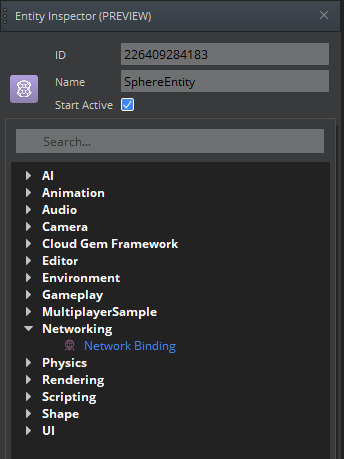 Entity Inspector (PREVIEW)
ID 226409284183
Name SphereEntity
Start Active
Search...
AI
Animation
Audio
Camera
Cloud Gem Framework
Editor
Environment
Gameplay
MultiplayerSample
Networking
Network Binding
Physics
Rendering
Scripting
Shape
UI